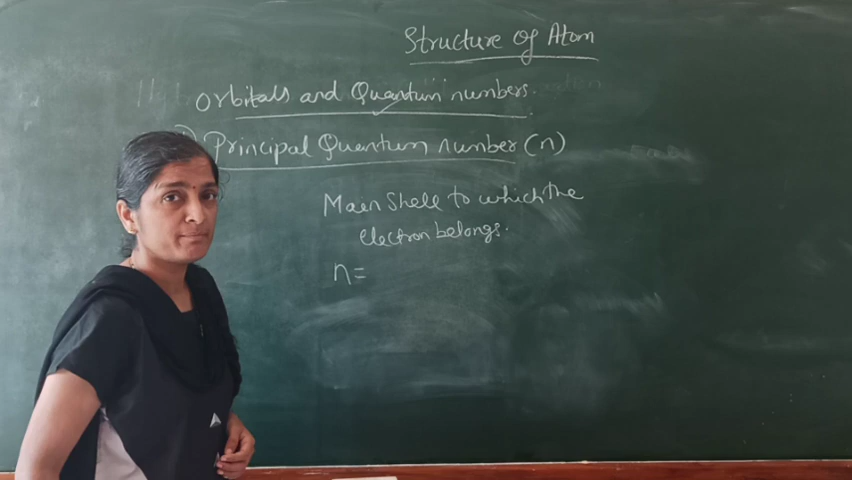 Structure of Atom
Orbitals and Quantum numbers.
Principal Quantum number (n)
Main Shell to which the
electron belongs.
n=